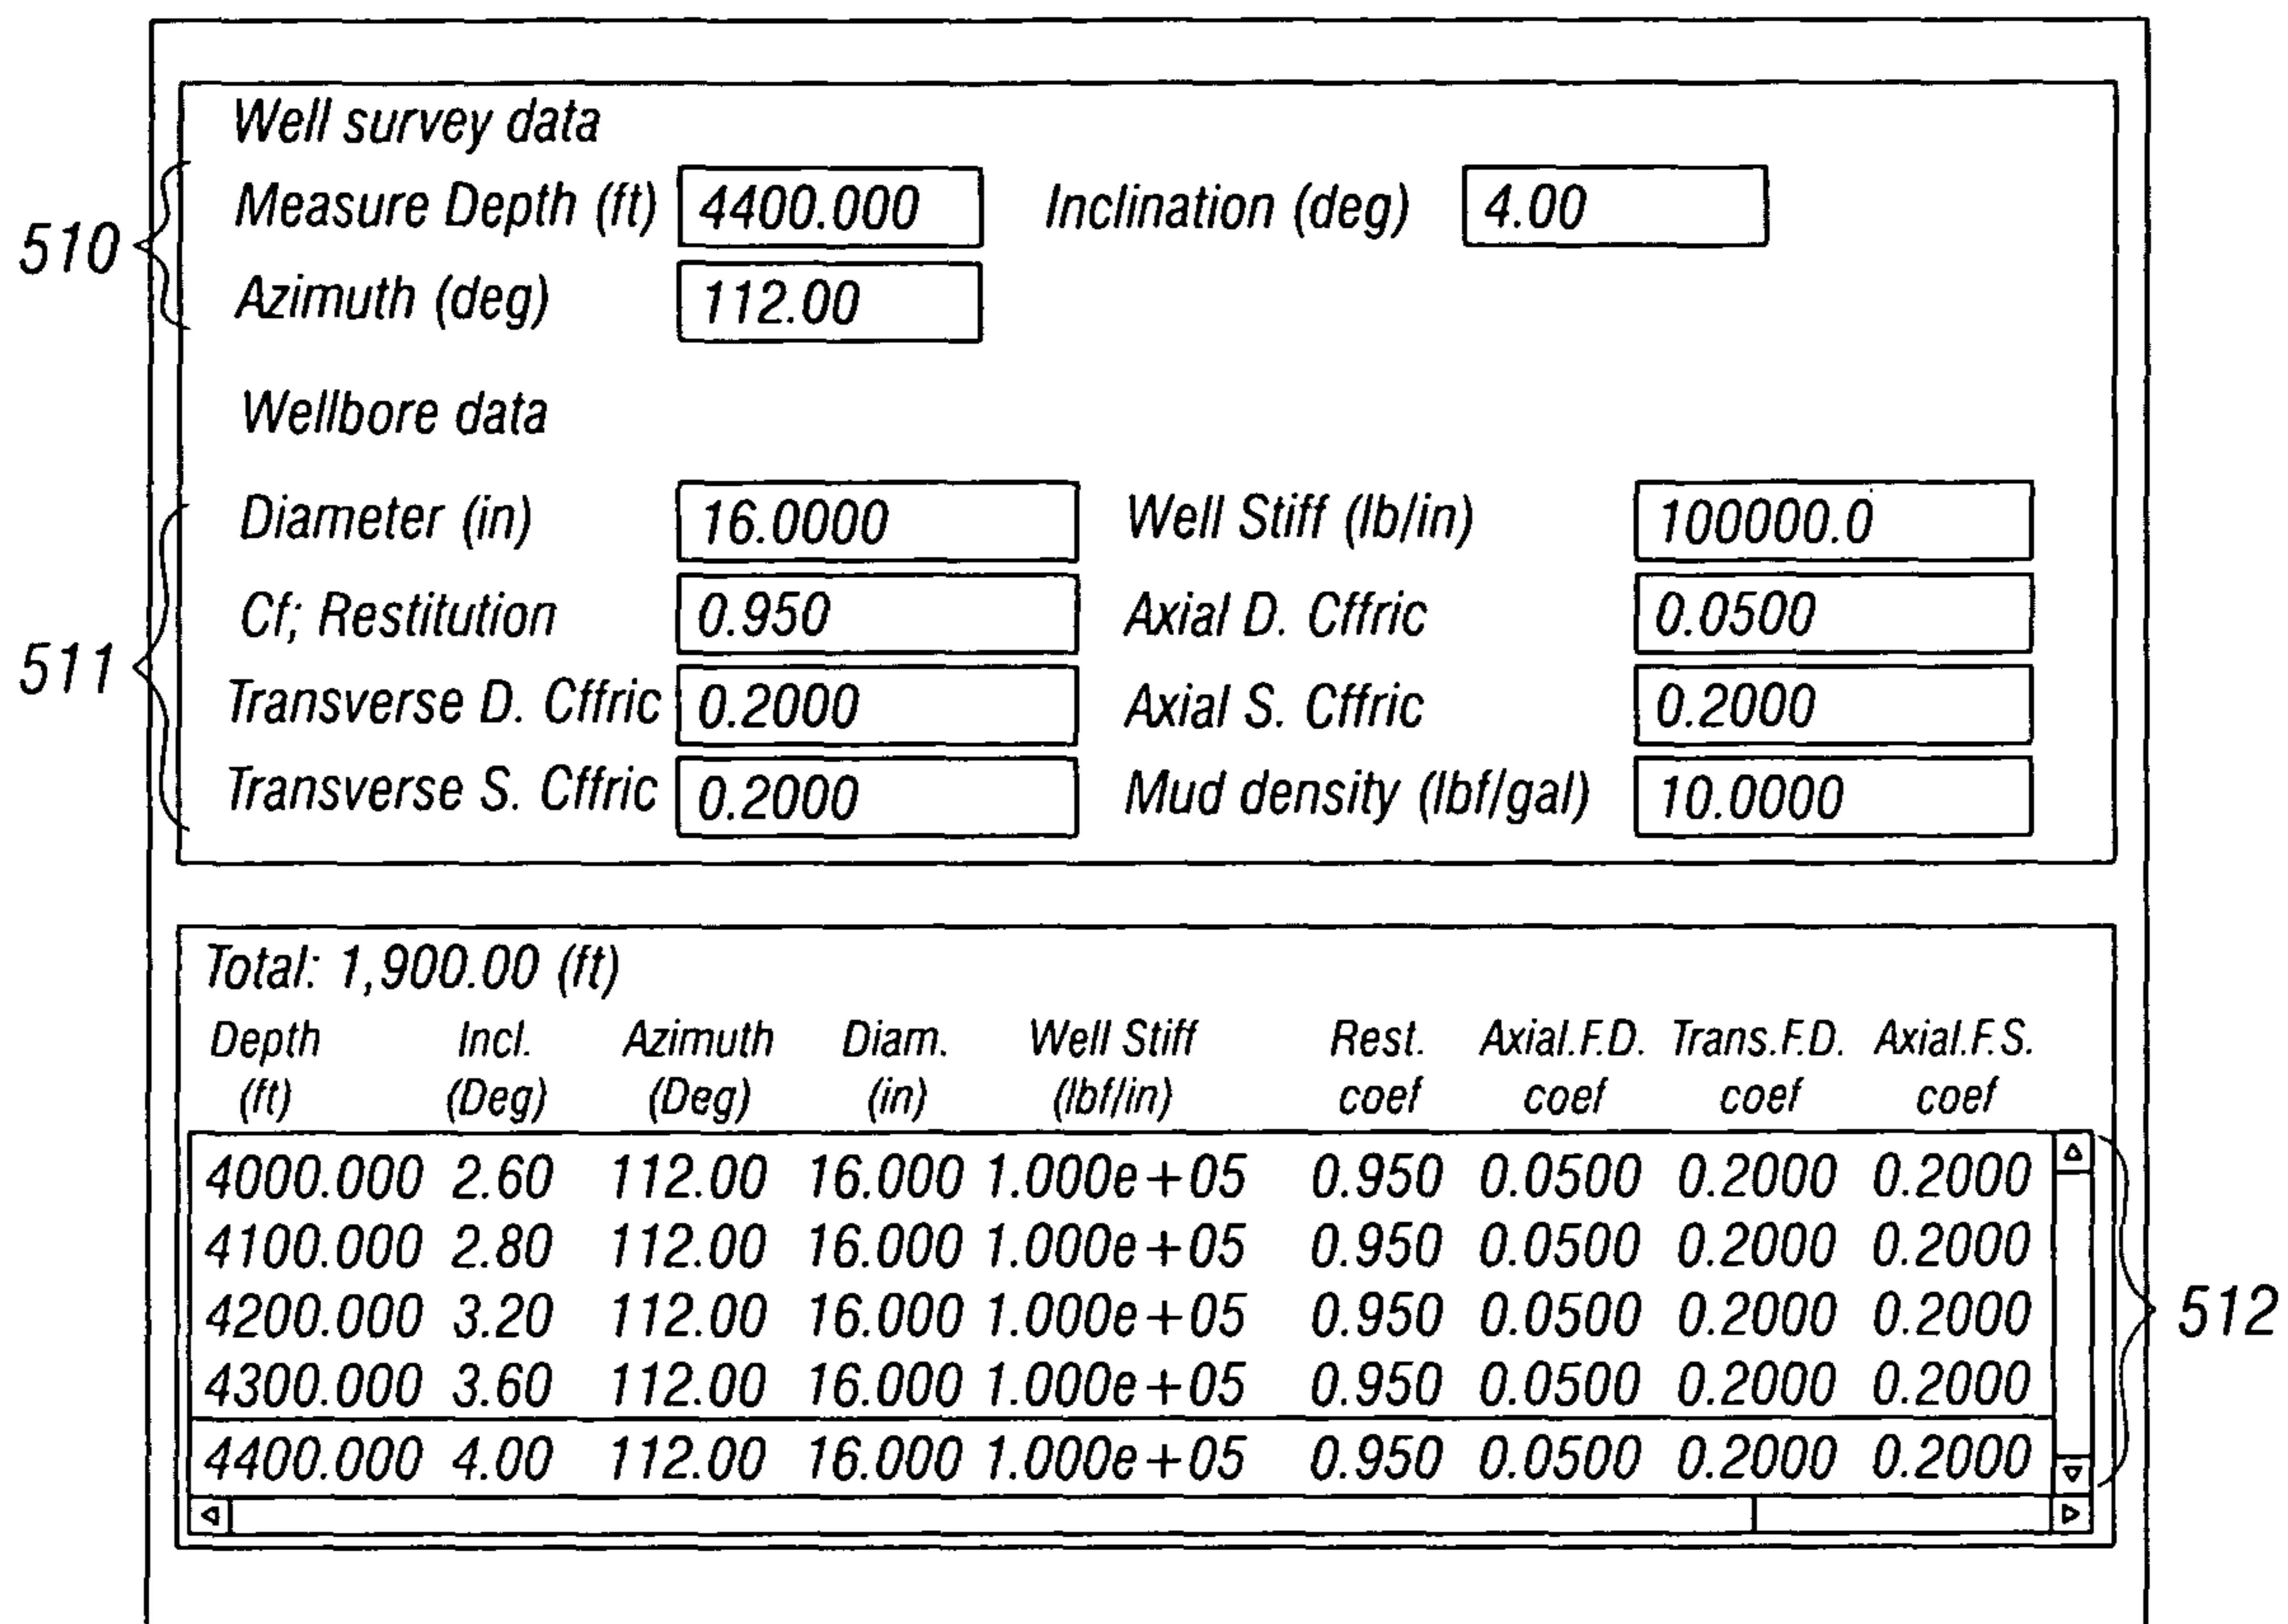 Well survey data
Measure Depth (ft) 4400.000 Inclination (deg) 4.00
510
Azimuth (deg) 112.00
Wellbore data
Diameter (in) 16.0000 Well Stiff (lb/in) 100000.0
Cf; Restitution 0.950 Axial D. Cffric 0.0500
511
Transverse D. Cffric 0.2000 Axial S. Cffric 0.2000
Transverse S. Cffric 0.2000 Mud density (lbf/gal) 10.0000
Total: 1,900.00 (ft)
Depth Incl. Azimuth Diam. Well Stiff Rest. Axial.F.D. Trans.F.D. Axial.F.S.
(ft) (Deg) (Deg) (in) (lbf/in) coef coef coef coef
4000.000 2.60 112.00 16.000 1.000e+05 0.950 0.0500 0.2000 0.2000
4100.000 2.80 112.00 16.000 1.000e+05 0.950 0.0500 0.2000 0.2000
4200.000 3.20 112.00 16.000 1.000e+05 0.950 0.0500 0.2000 0.2000
512
4300.000 3.60 112.00 16.000 1.000e+05 0.950 0.0500 0.2000 0.2000
4400.000 4.00 112.00 16.000 1.000e+05 0.950 0.0500 0.2000 0.2000